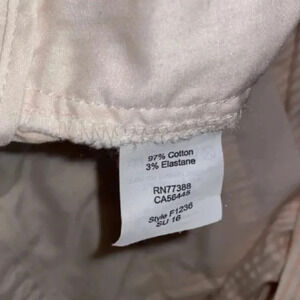 97% Cotton
3% Elastane
RN77388
CA56448
Style F1236
SU 16